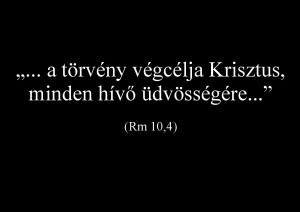 „... a törvény végcélja Krisztus,
minden hívő üdvösségére...”
(Rm 10,4)